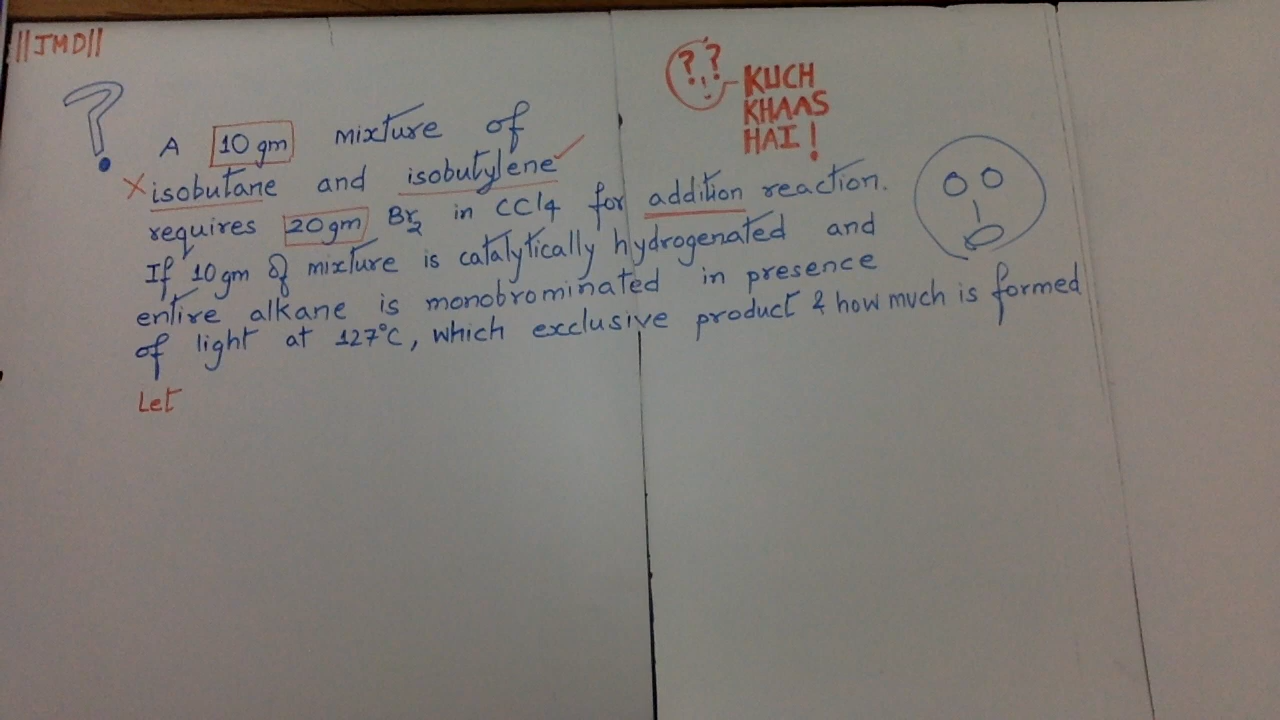 ||JMD||
??
KUCH
KHAAS
HAI !
?
A 10 gm mixture of
isobutane and isobutylene
requires 20gm Br2 in CCl4 for addition reaction.
If 10gm of mixture is catalytically hydrogenated and
entire alkane is monobrominated in presence
of light at 127°C, which exclusive product & how much is formed
Let